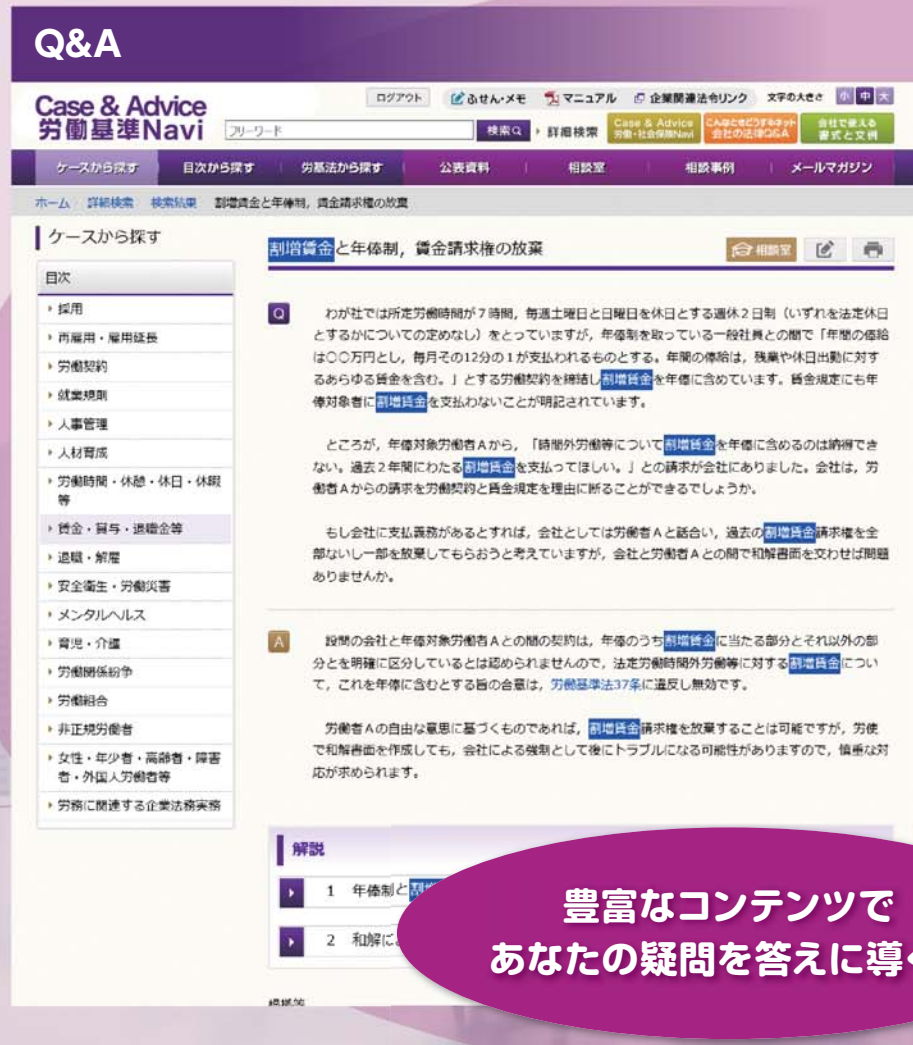 Q&A
Case & Advice
労働基準Navi
ログアウト ふせん・メモ マニュアル 企業関連法令リンク 文字の大きさ 小 中 大
フリーワード 検索 詳細検索
Case & Advice
労働・社会保険Navi
こんなときどうするネット
会社の法律Q&A
会社で使える
書式と文例
ケースから探す 目次から探す 労基法から探す 公表資料 相談室 相談事例 メールマガジン
ホーム 詳細検索 検索結果 割増賃金と年俸制，賃金請求権の放棄
ケースから探す
目次
採用
再雇用・雇用延長
労働契約
就業規則
人事管理
人材育成
労働時間・休憩・休日・休暇
等
賃金・賞与・退職金等
退職・解雇
安全衛生・労働災害
メンタルヘルス
育児・介護
労働関係紛争
労働組合
非正規労働者
女性・年少者・高齢者・障害
者・外国人労働者等
労務に関連する企業法務実務
割増賃金と年俸制，賃金請求権の放棄
相談室
Q わが社では所定労働時間が７時間，毎週土曜日と日曜日を休日とする週休２日制（いずれを法定休日
とするかについての定めなし）をとっていますが，年俸制を取っている一般社員との間で「年間の俸給
は○○万円とし，毎月その12分の１が支払われるものとする。年間の俸給は，残業や休日出勤に対す
るあらゆる賃金を含む。」とする労働契約を締結し割増賃金を年俸に含めています。賃金規定にも年
俸対象者に割増賃金を支払わないことが明記されています。
ところが，年俸対象労働者Ａから，「時間外労働等について割増賃金を年俸に含めるのは納得でき
ない。過去２年間にわたる割増賃金を支払ってほしい。」との請求が会社にありました。会社は，労
働者Ａからの請求を労働契約と賃金規定を理由に断ることができるでしょうか。
もし会社に支払義務があるとすれば，会社としては労働者Ａと話合い，過去の割増賃金請求権を全
部ないし一部を放棄してもらおうと考えていますが，会社と労働者Ａとの間で和解書面を交わせば問題
ありませんか。
A 設問の会社と年俸対象労働者Ａとの間の契約は，年俸のうち割増賃金に当たる部分とそれ以外の部
分とを明確に区分しているとは認められませんので，法定労働時間外労働等に対する割増賃金につい
て，これを年俸に含むとする旨の合意は，労働基準法37条に違反し無効です。
労働者Ａの自由な意思に基づくものであれば，割増賃金請求権を放棄することは可能ですが，労使
で和解書面を作成しても，会社による強制として後にトラブルになる可能性がありますので，慎重な対
応が求められます。
解説
1 年俸制と割増
2 和解に
豊富なコンテンツで
あなたの疑問を答えに導く